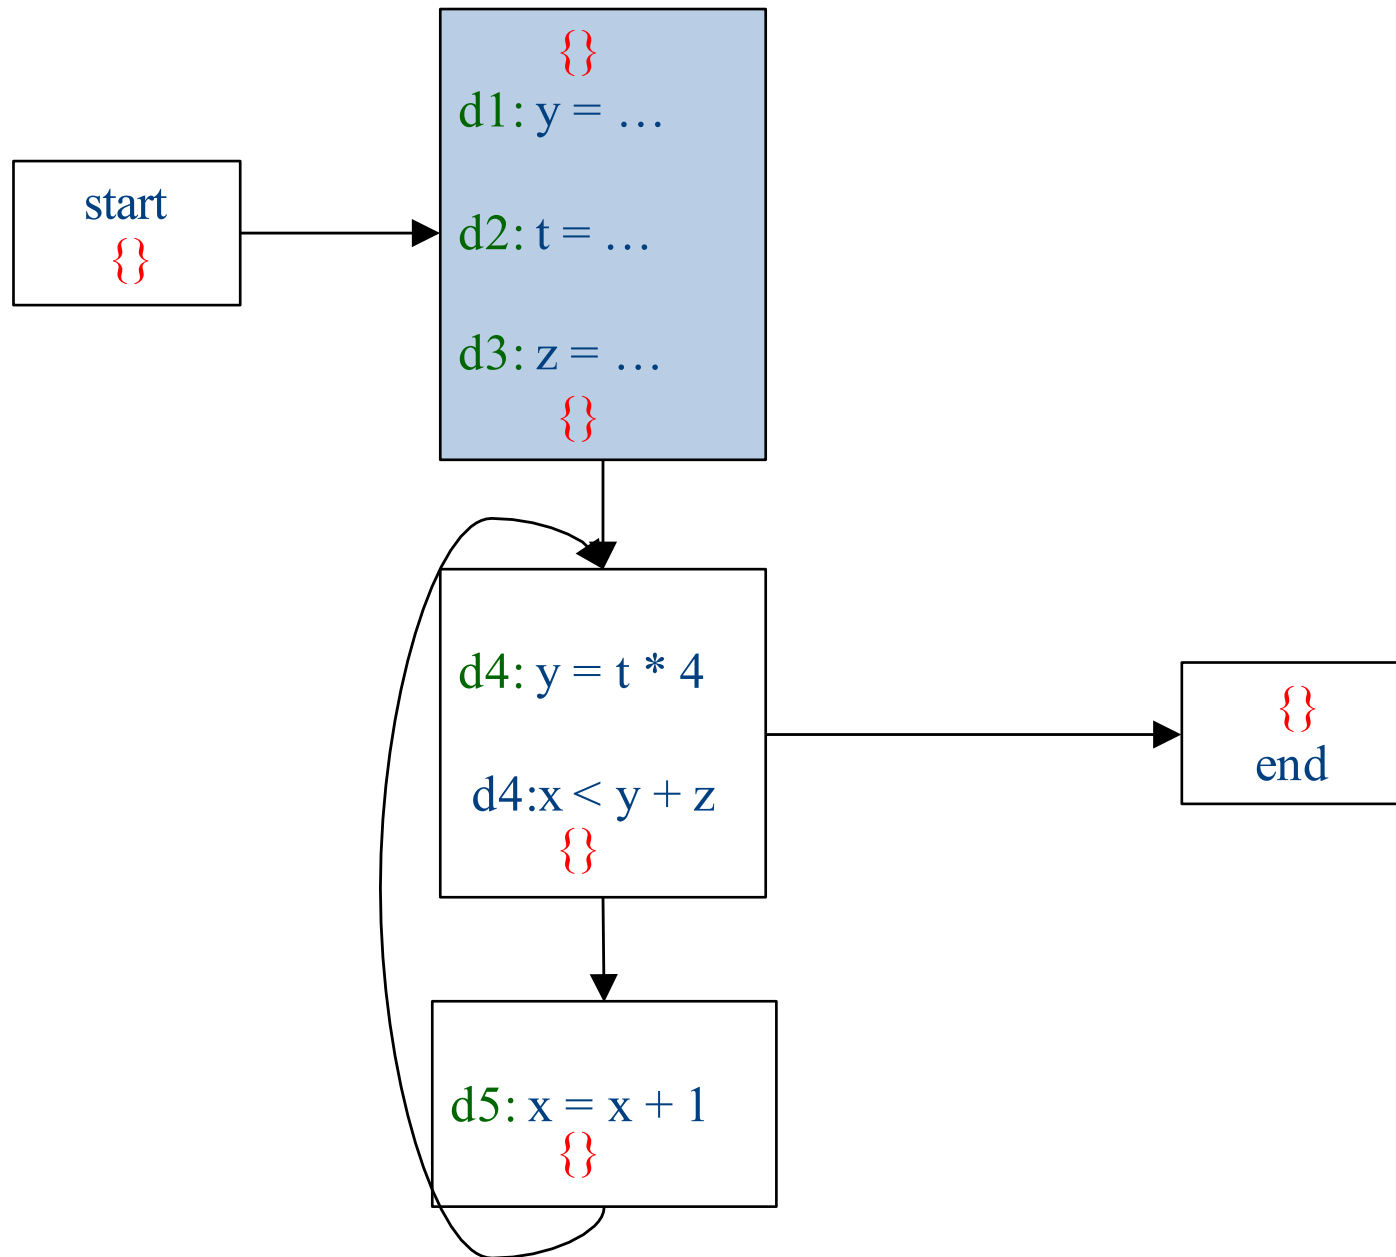 {}
d1: y = …
start
{}
d2: t = …
d3: z = …
{}
d4: y = t * 4
d4:x < y + z
{}
{}
end
d5: x = x + 1
{}